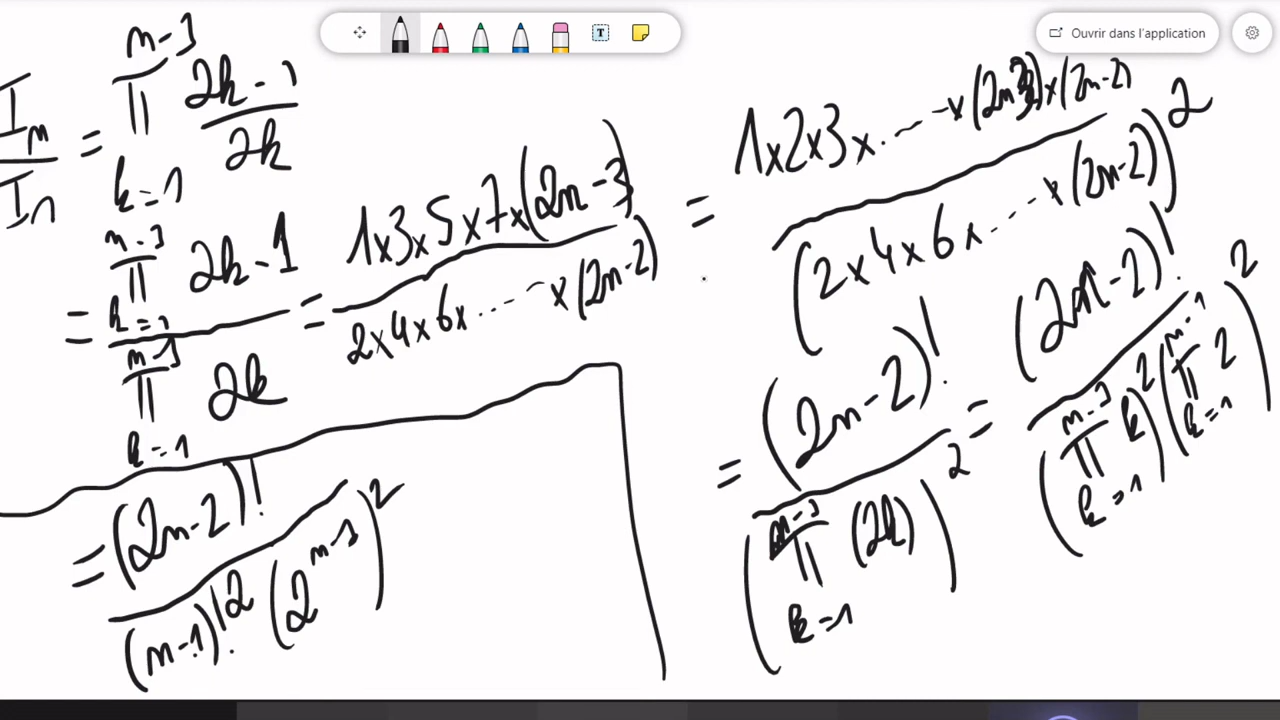 Ouvrir dans l'application
I_n / I_1 = ∏_{k=1}^{n-1} (2k-1)/(2k)
= (∏_{k=1}^{n-1} 2k-1) / (∏_{k=1}^{n-1} 2k) = (1×3×5×7×(2n-3)) / (2×4×6×.....×(2n-2))
= (1×2×3×.....×(2n-3)×(2n-2)) / (2×4×6×.....×(2n-2))^2
= (2n-2)! / (∏_{k=1}^{n-1} (2k))^2 = (2n-2)! / ((∏_{k=1}^{n-1} k)^2 (∏_{k=1}^{n-1} 2)^2)
= (2n-2)! / ((n-1)!^2 (2^{n-1})^2)